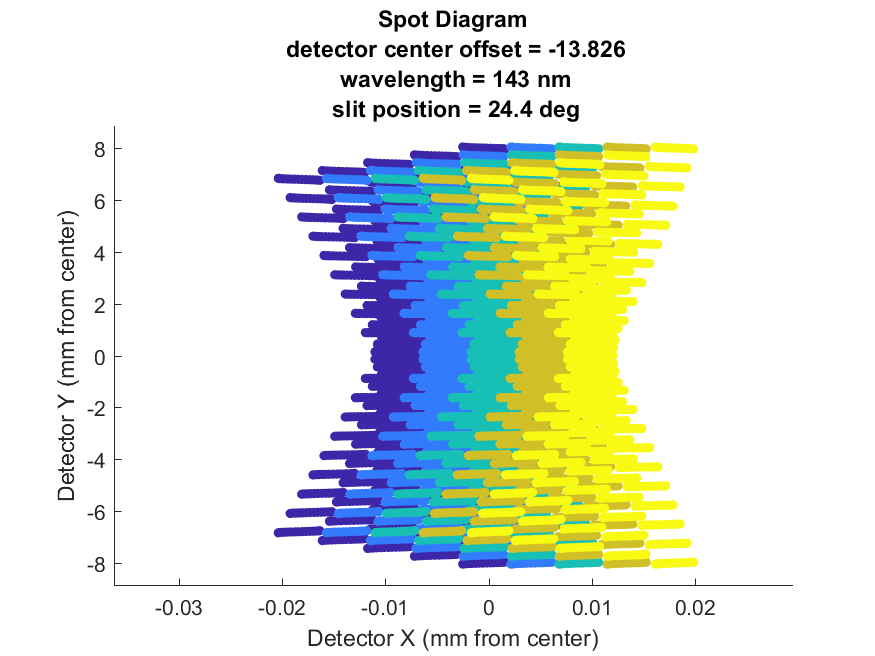 Spot Diagram
detector center offset = -13.826
wavelength = 143 nm
slit position = 24.4 deg
8
6
4
2
0
-2
-4
-6
-8
Detector Y (mm from center)
-0.03
-0.02
-0.01
0
0.01
0.02
Detector X (mm from center)